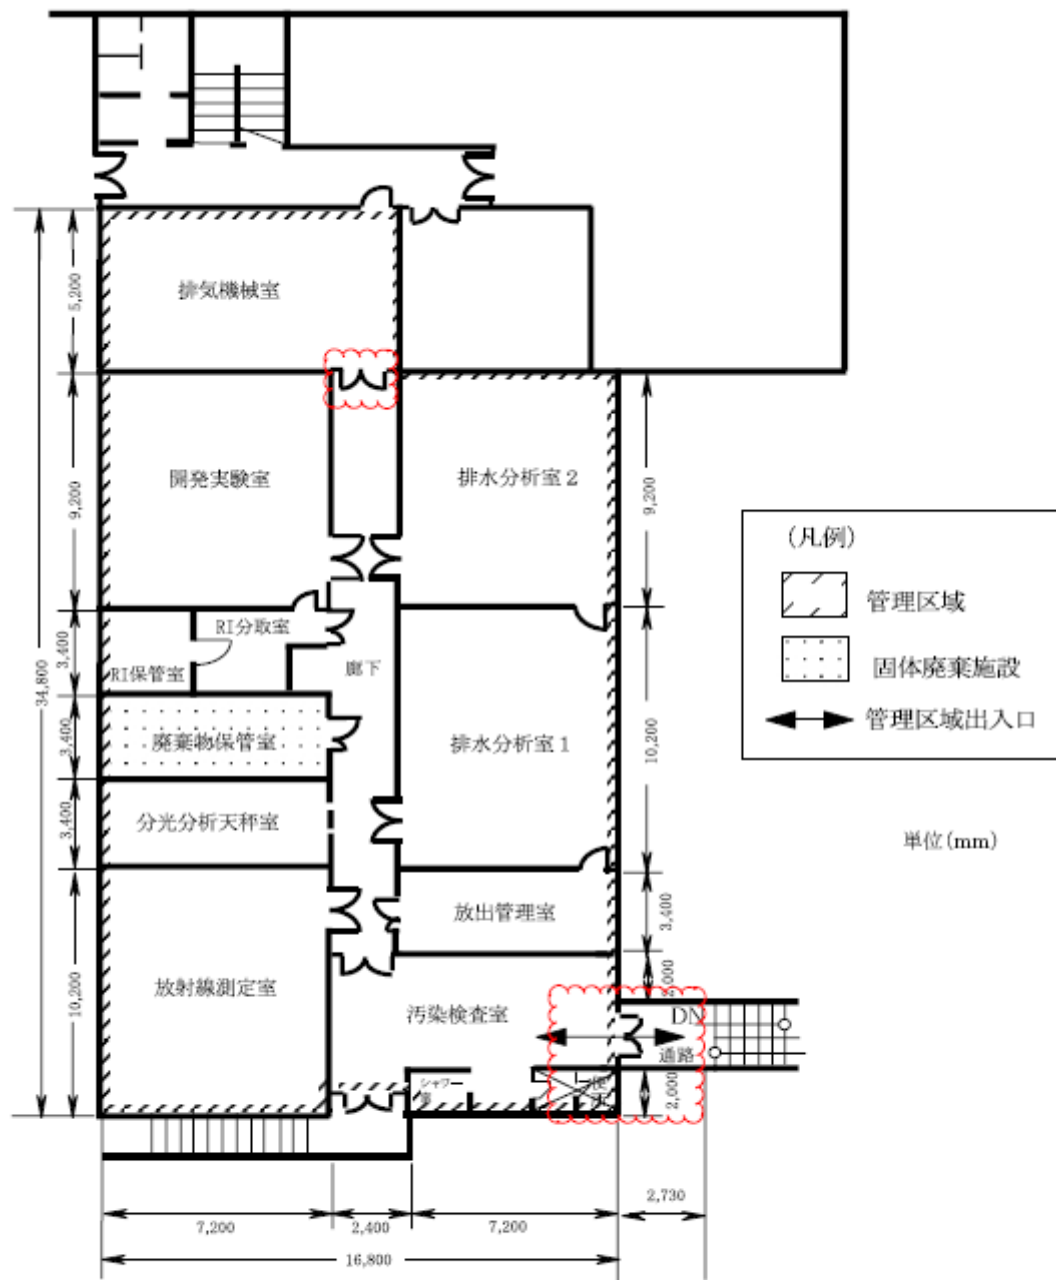 排気機械室
5,200
開発実験室
排水分析室2
9,200
9,200
(凡例)
管理区域
固体廃棄施設
管理区域出入口
RI分取室
RI保管室
廊下
3,400
34,800
廃棄物保管室
3,400
排水分析室1
10,200
分光分析天秤室
3,400
単位(mm)
放出管理室
3,400
放射線測定室
10,200
汚染検査室
2,000
DN
通路
シャワー
室
便
所
2,000
7,200
2,400
7,200
2,730
16,800